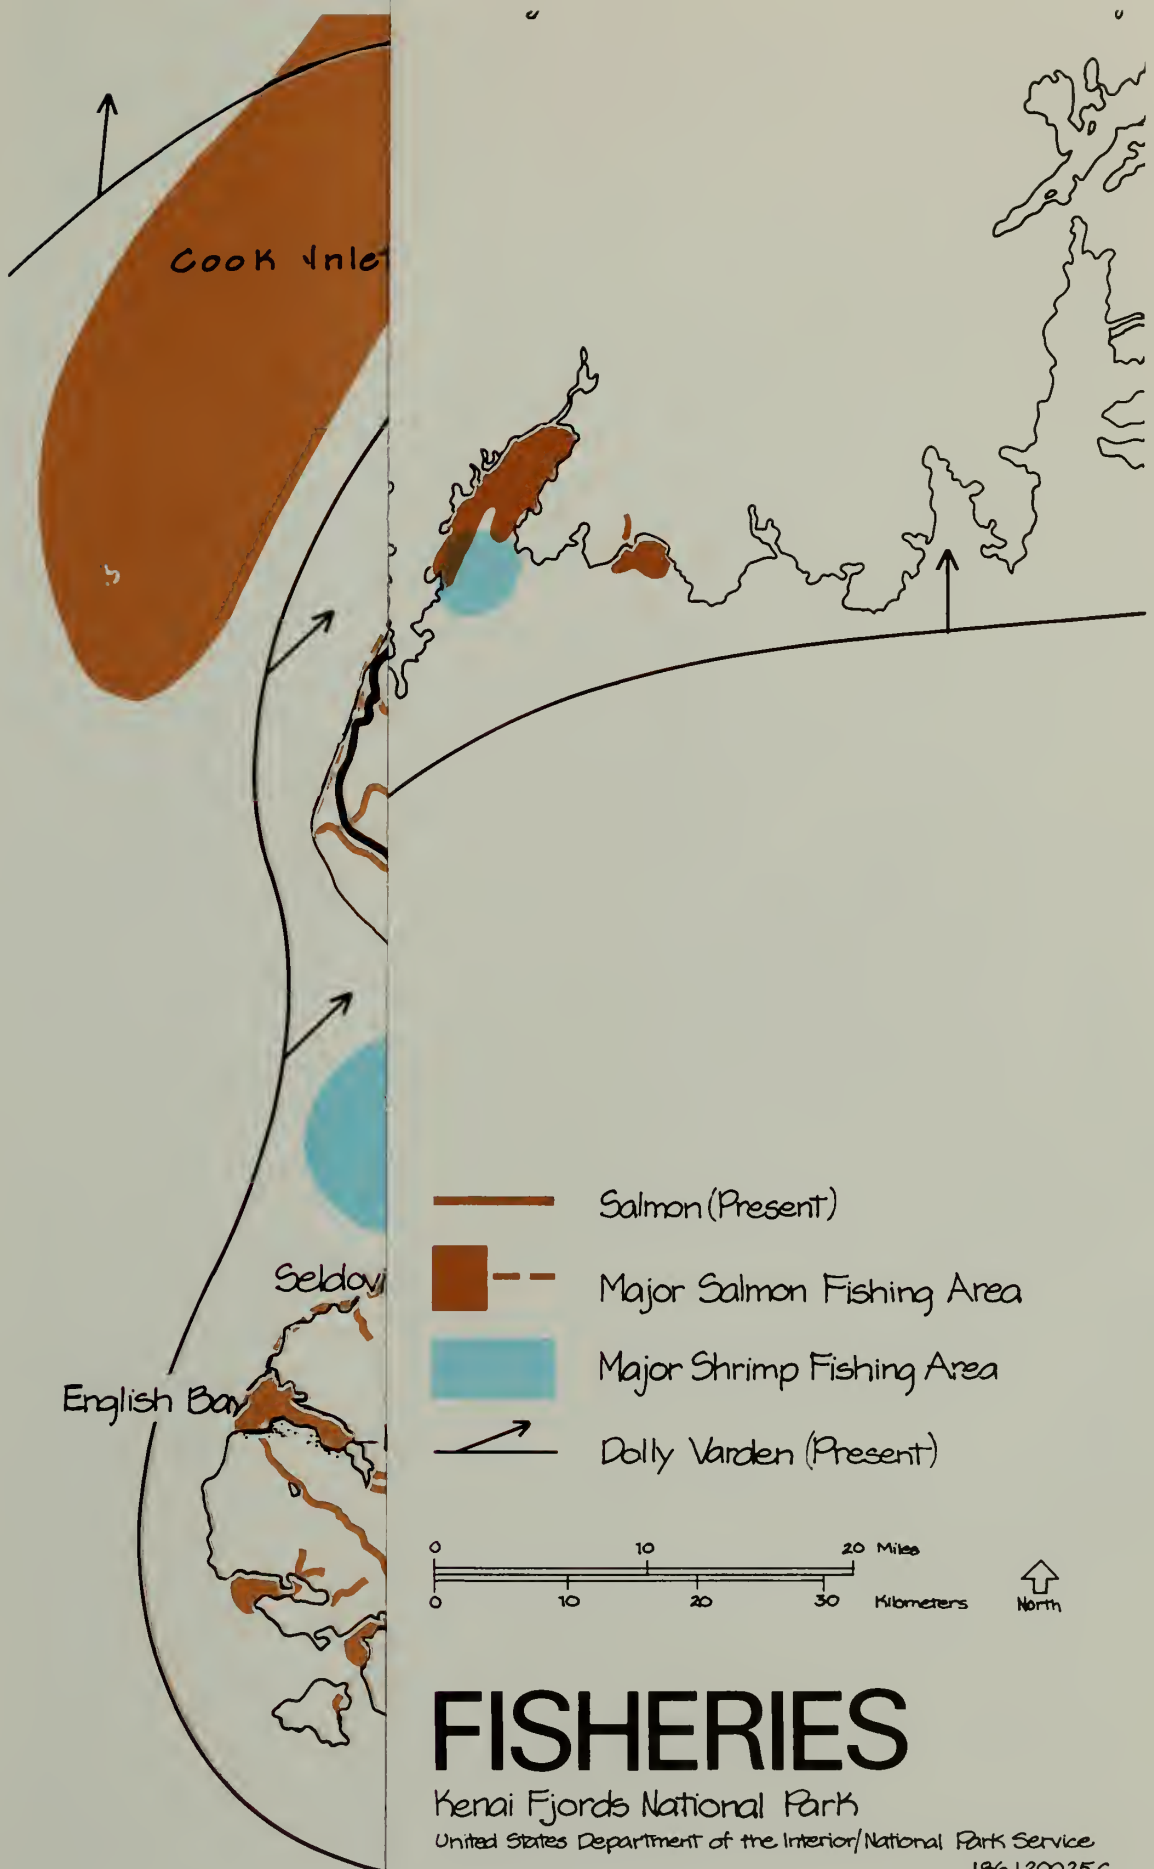 Cook Inlet
Salmon (Present)
Major Salmon Fishing Area
Seldovi
Major Shrimp Fishing Area
English Bay
Dolly Varden (Present)
0 10 20 Miles
0 10 20 30 Kilometers
North
FISHERIES
Kenai Fjords National Park
United States Department of the Interior/National Park Service